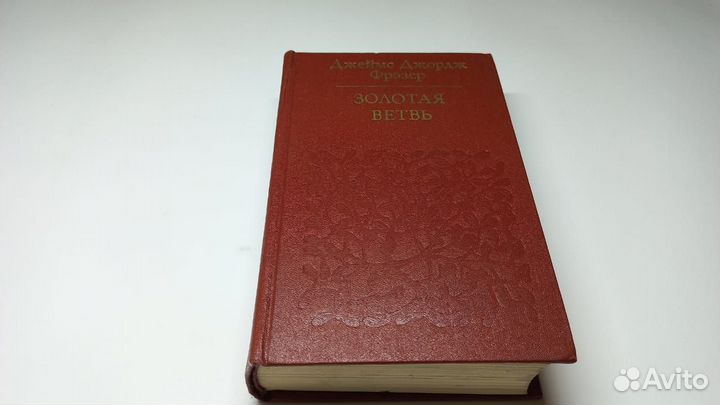 Джеймс Джордж
Фрэзер
ЗОЛОТАЯ
ВЕТВЬ
Avito